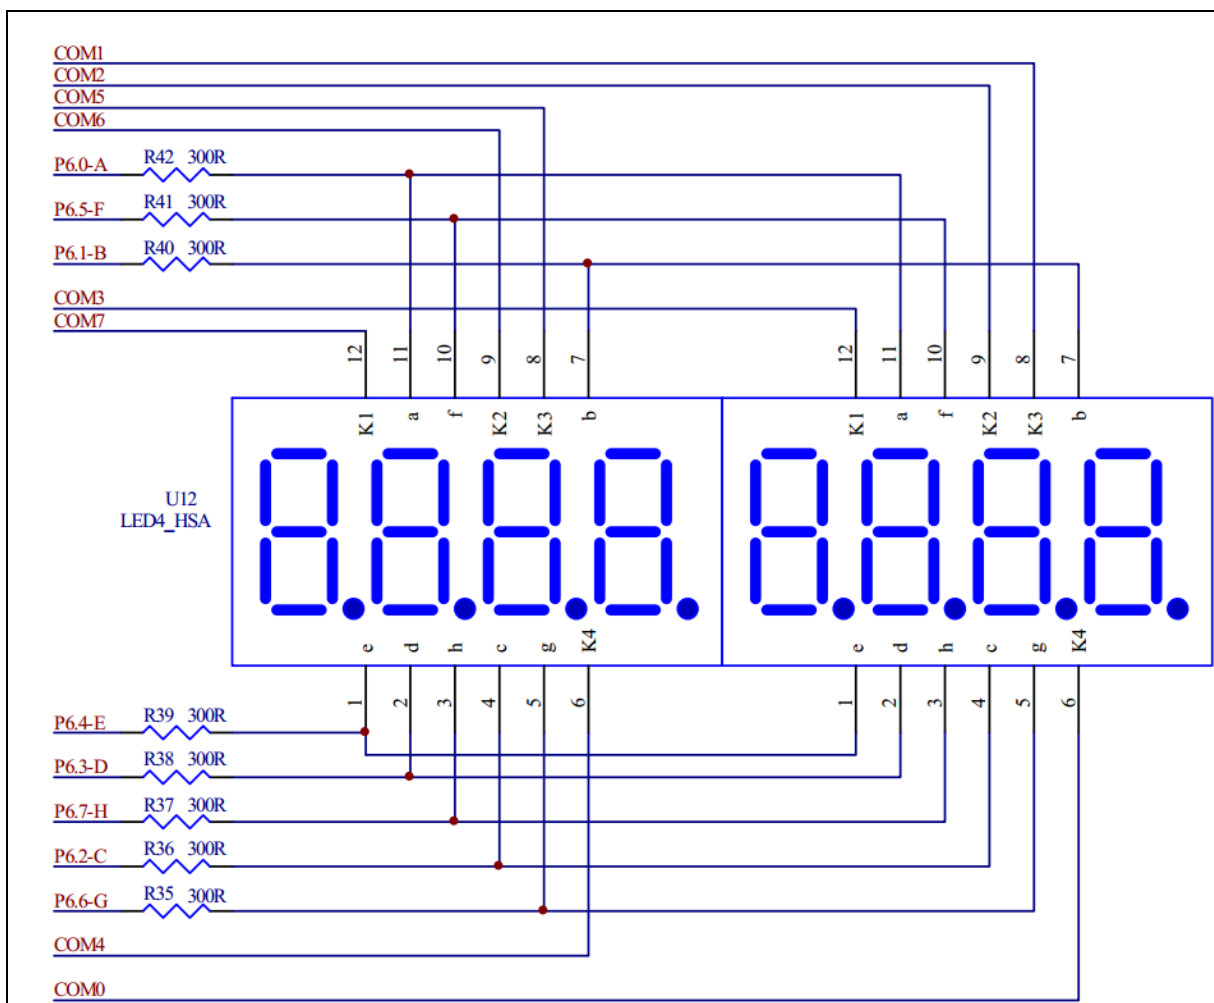 COM1
COM2
COM5
COM6
P6.0-A R42 300R
P6.5-F R41 300R
P6.1-B R40 300R
COM3
COM7
12 11 10 9 8 7 12 11 10 9 8 7
K1 a f K2 K3 b K1 a f K2 K3 b
U12
LED4_HSA
e d h c g K4 e d h c g K4
1 2 3 4 5 6 1 2 3 4 5 6
P6.4-E R39 300R
P6.3-D R38 300R
P6.7-H R37 300R
P6.2-C R36 300R
P6.6-G R35 300R
COM4
COM0